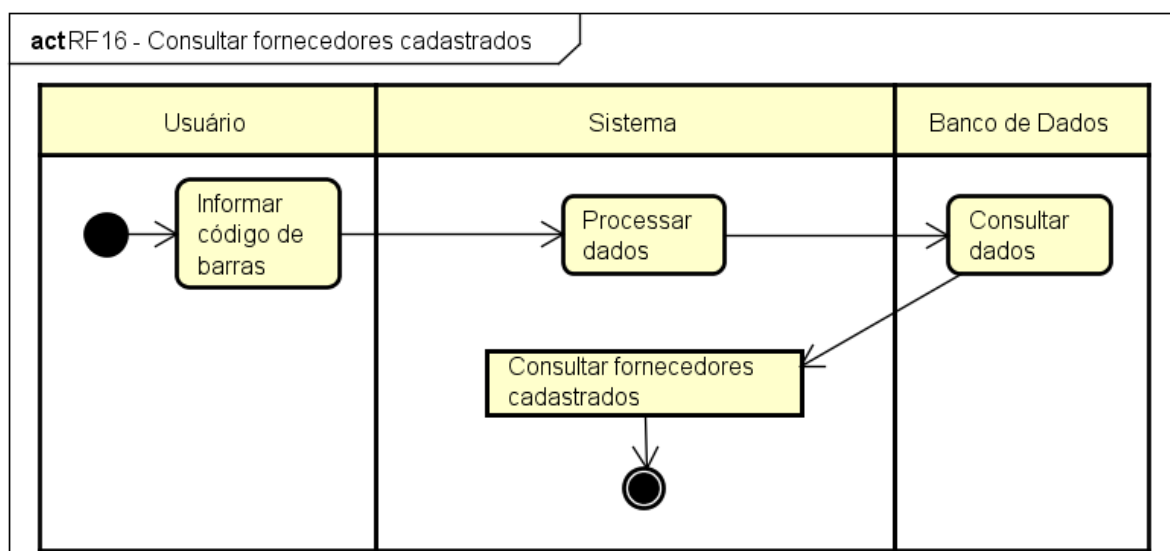 act RF16 - Consultar fornecedores cadastrados
Usuário
Sistema
Banco de Dados
Informar
código de
barras
Processar
dados
Consultar
dados
Consultar fornecedores
cadastrados